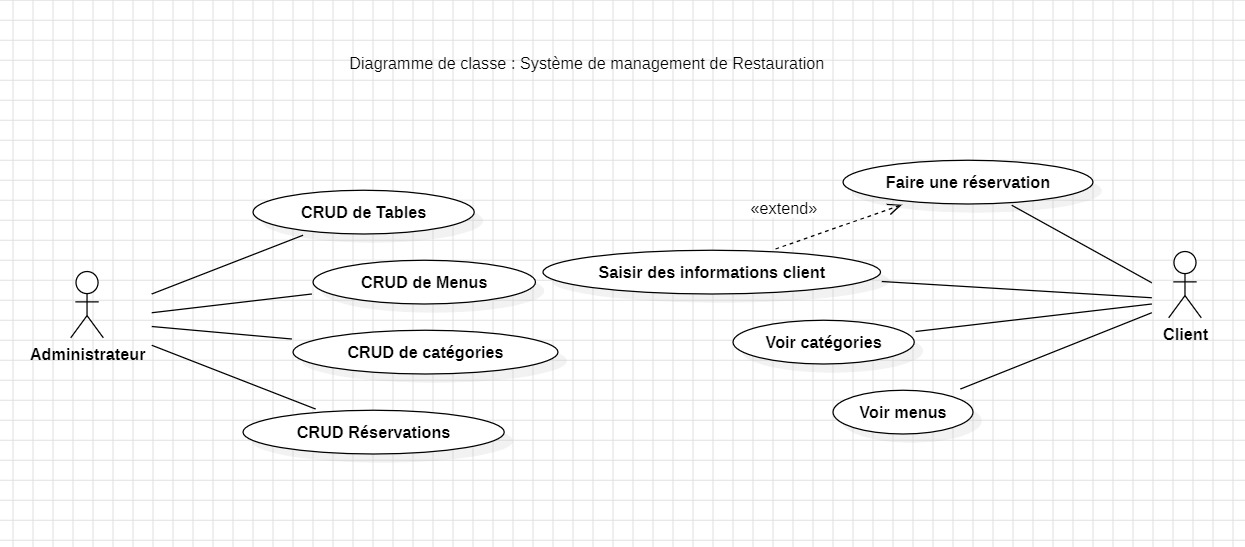 Diagramme de classe : Système de management de Restauration
Faire une réservation
CRUD de Tables
«extend»
Saisir des informations client
CRUD de Menus
Client
Voir catégories
CRUD de catégories
Administrateur
Voir menus
CRUD Réservations